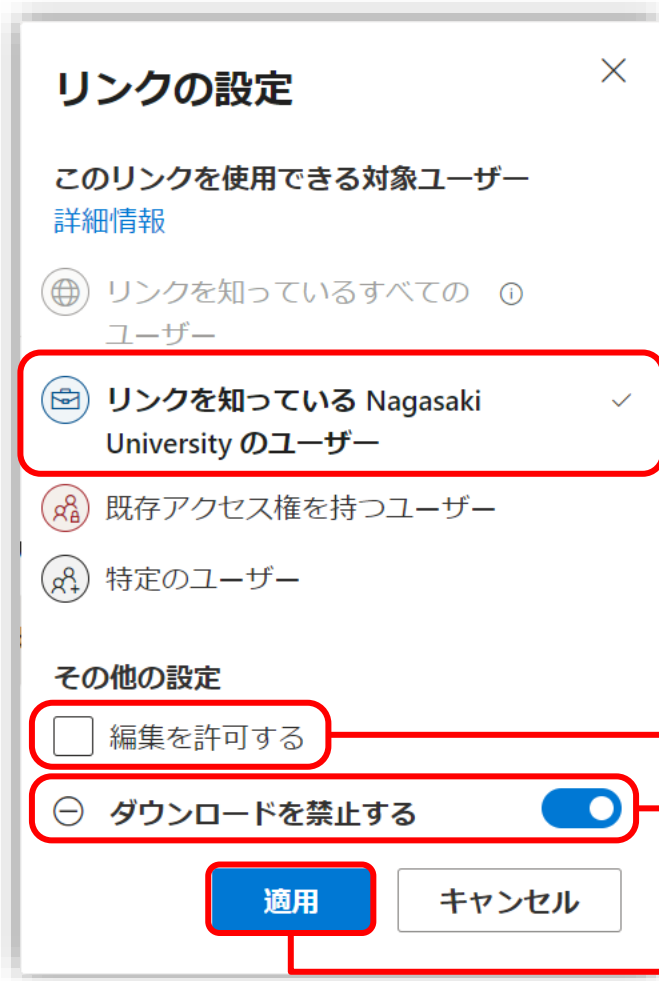 リンクの設定
このリンクを使用できる対象ユーザー
詳細情報
リンクを知っているすべての
ユーザー
リンクを知っている Nagasaki
University のユーザー
既存アクセス権を持つユーザー
特定のユーザー
その他の設定
編集を許可する
ダウンロードを禁止する
適用
キャンセル